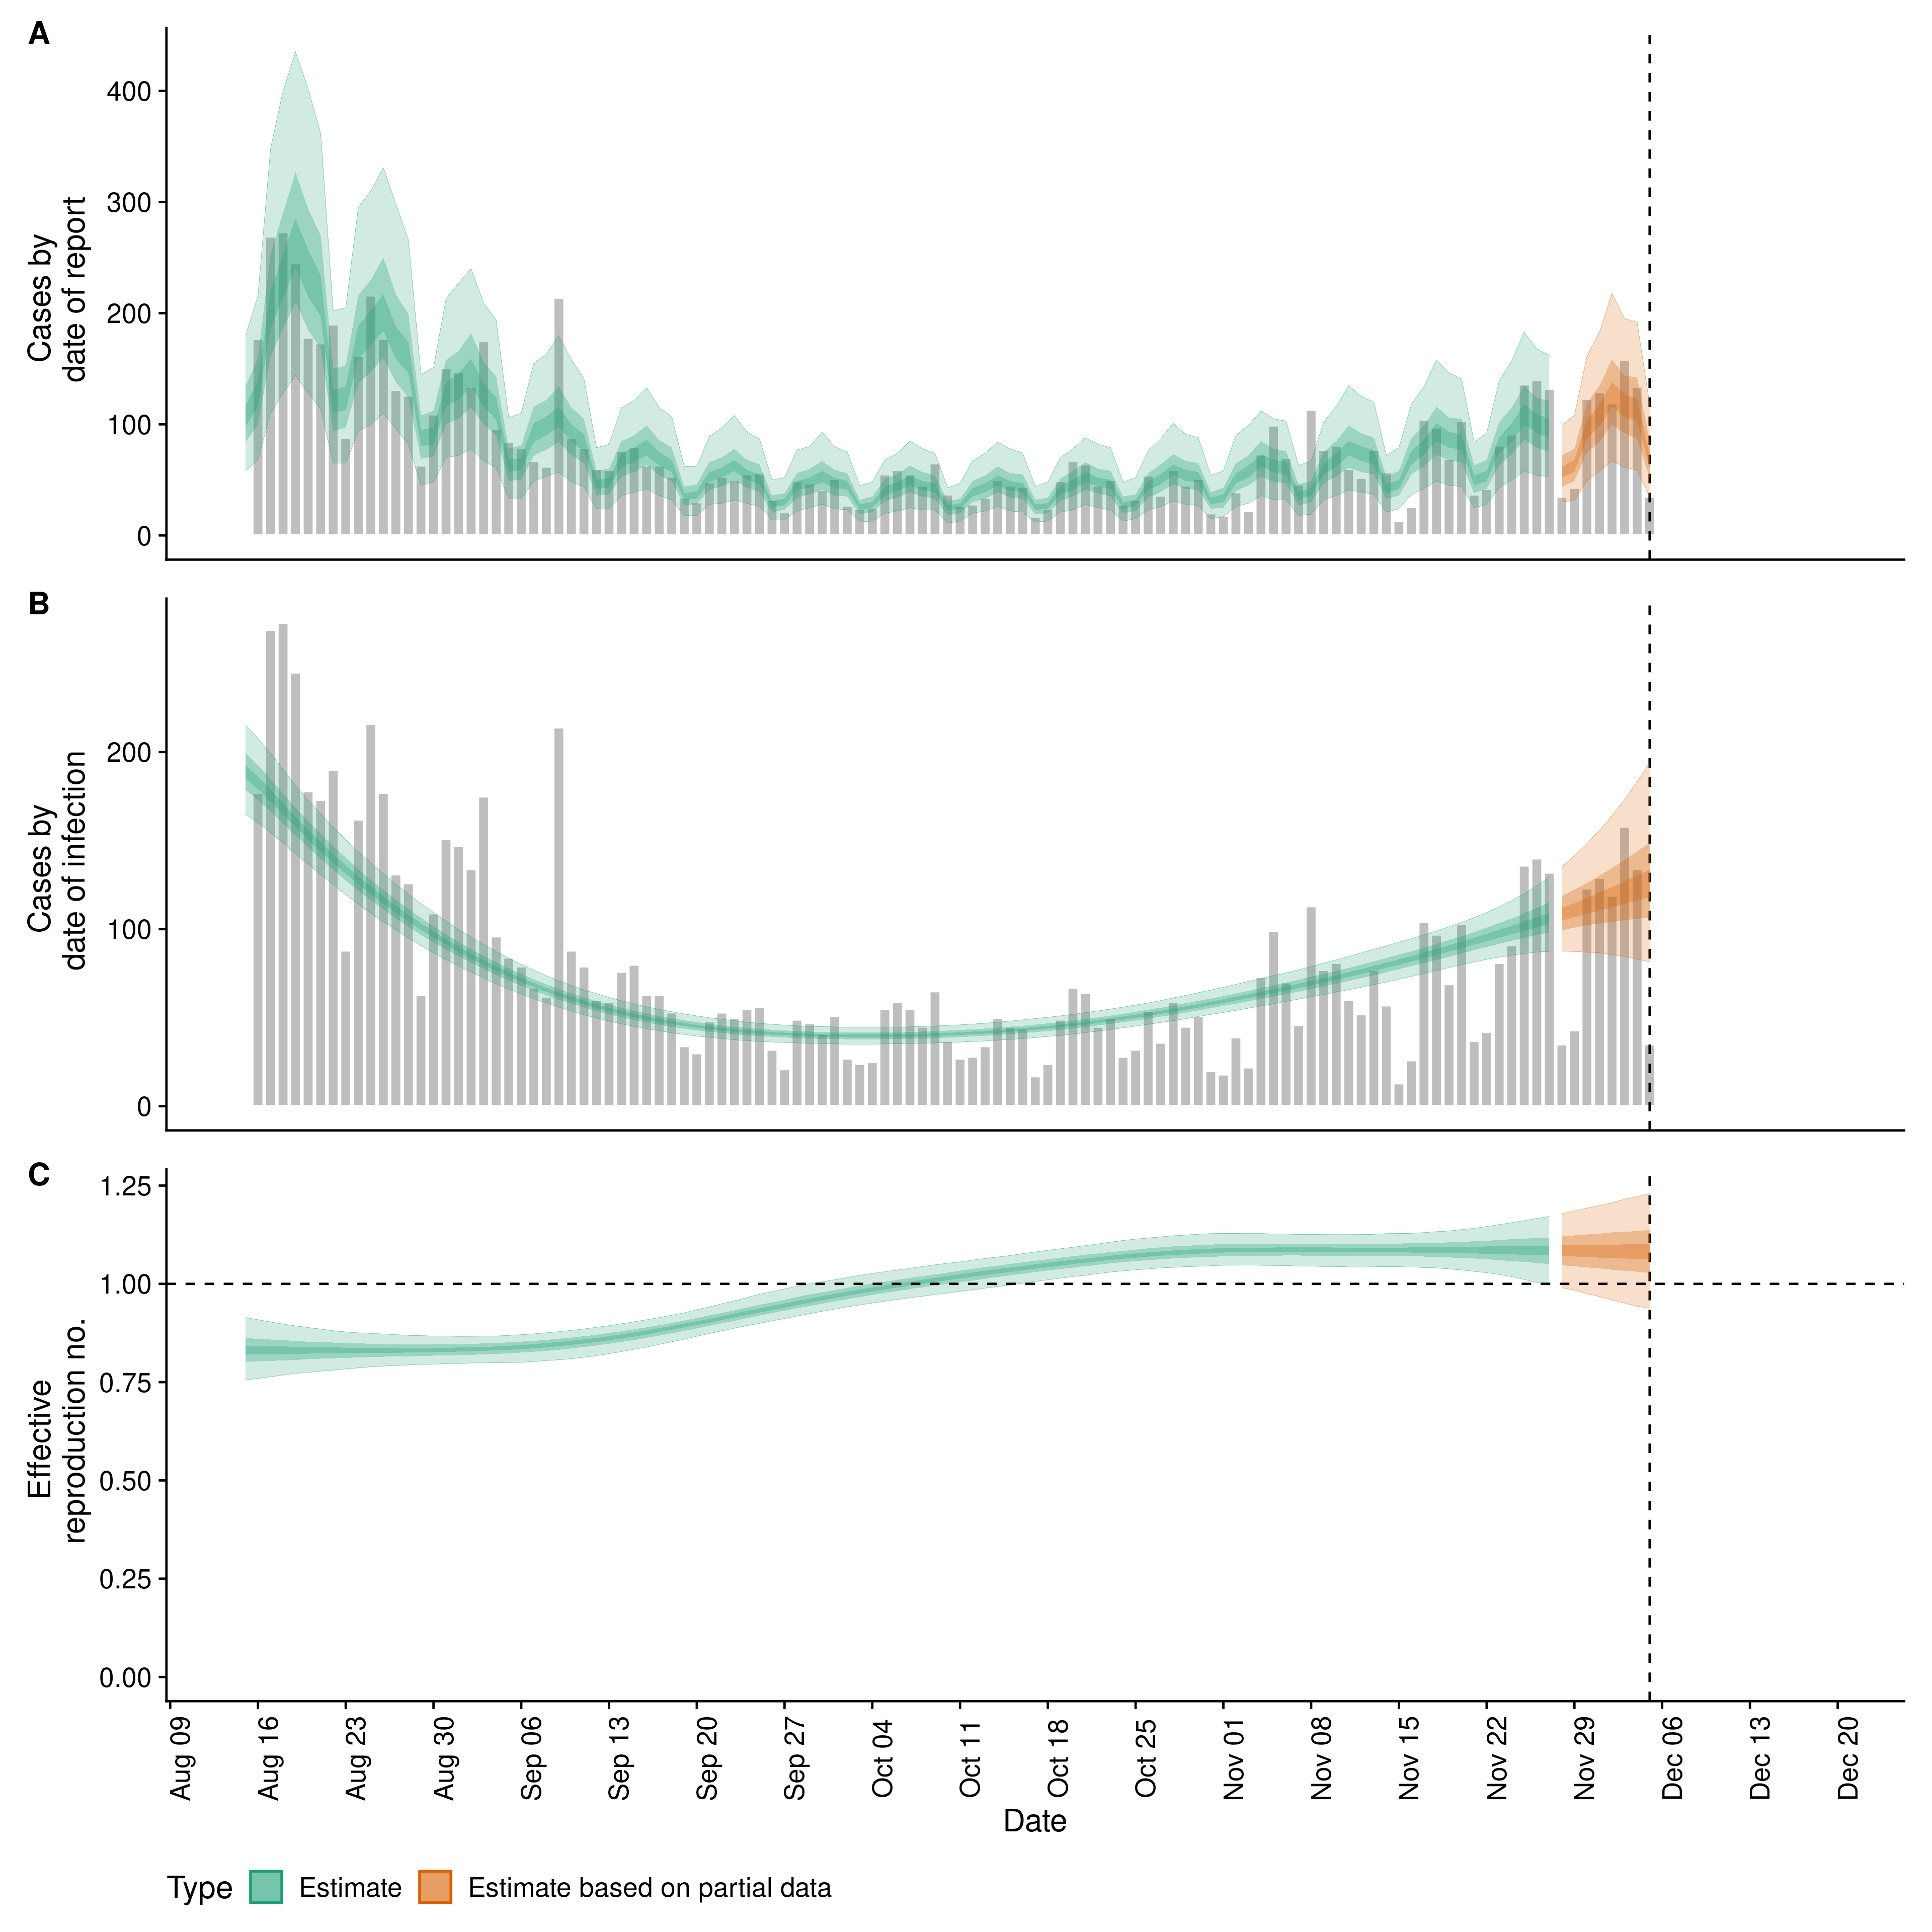 A
400
300
200
100
0
Cases by
date of report
B
200
100
0
Cases by
date of infection
C
1.25
1.00
0.75
0.50
0.25
0.00
Effective
reproduction no.
Aug 09
Aug 16
Aug 23
Aug 30
Sep 06
Sep 13
Sep 20
Sep 27
Oct 04
Oct 11
Oct 18
Oct 25
Nov 01
Nov 08
Nov 15
Nov 22
Nov 29
Dec 06
Dec 13
Dec 20
Date
Type Estimate Estimate based on partial data